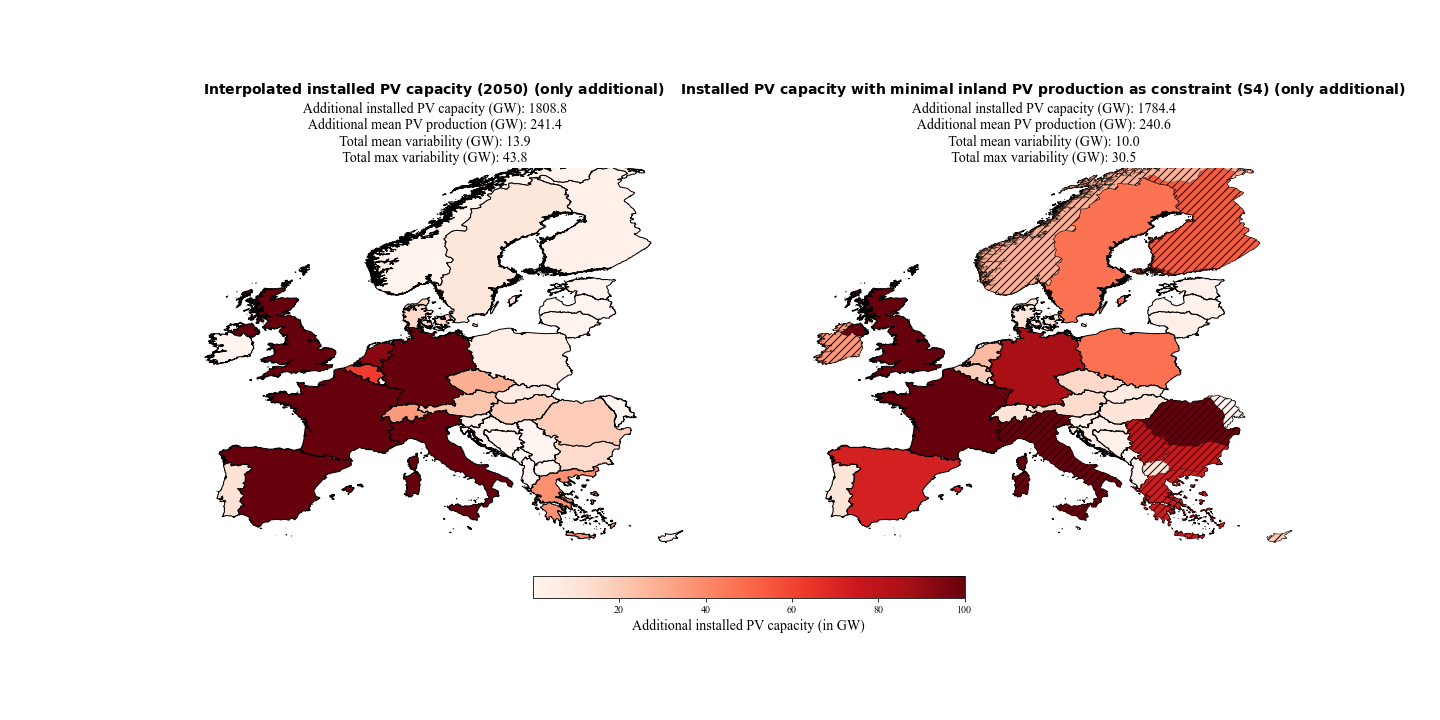 Interpolated installed PV capacity (2050) (only additional)
Additional installed PV capacity (GW): 1808.8
Additional mean PV production (GW): 241.4
Total mean variability (GW): 13.9
Total max variability (GW): 43.8
Installed PV capacity with minimal inland PV production as constraint (S4) (only additional)
Additional installed PV capacity (GW): 1784.4
Additional mean PV production (GW): 240.6
Total mean variability (GW): 10.0
Total max variability (GW): 30.5
20 40 60 80 100
Additional installed PV capacity (in GW)